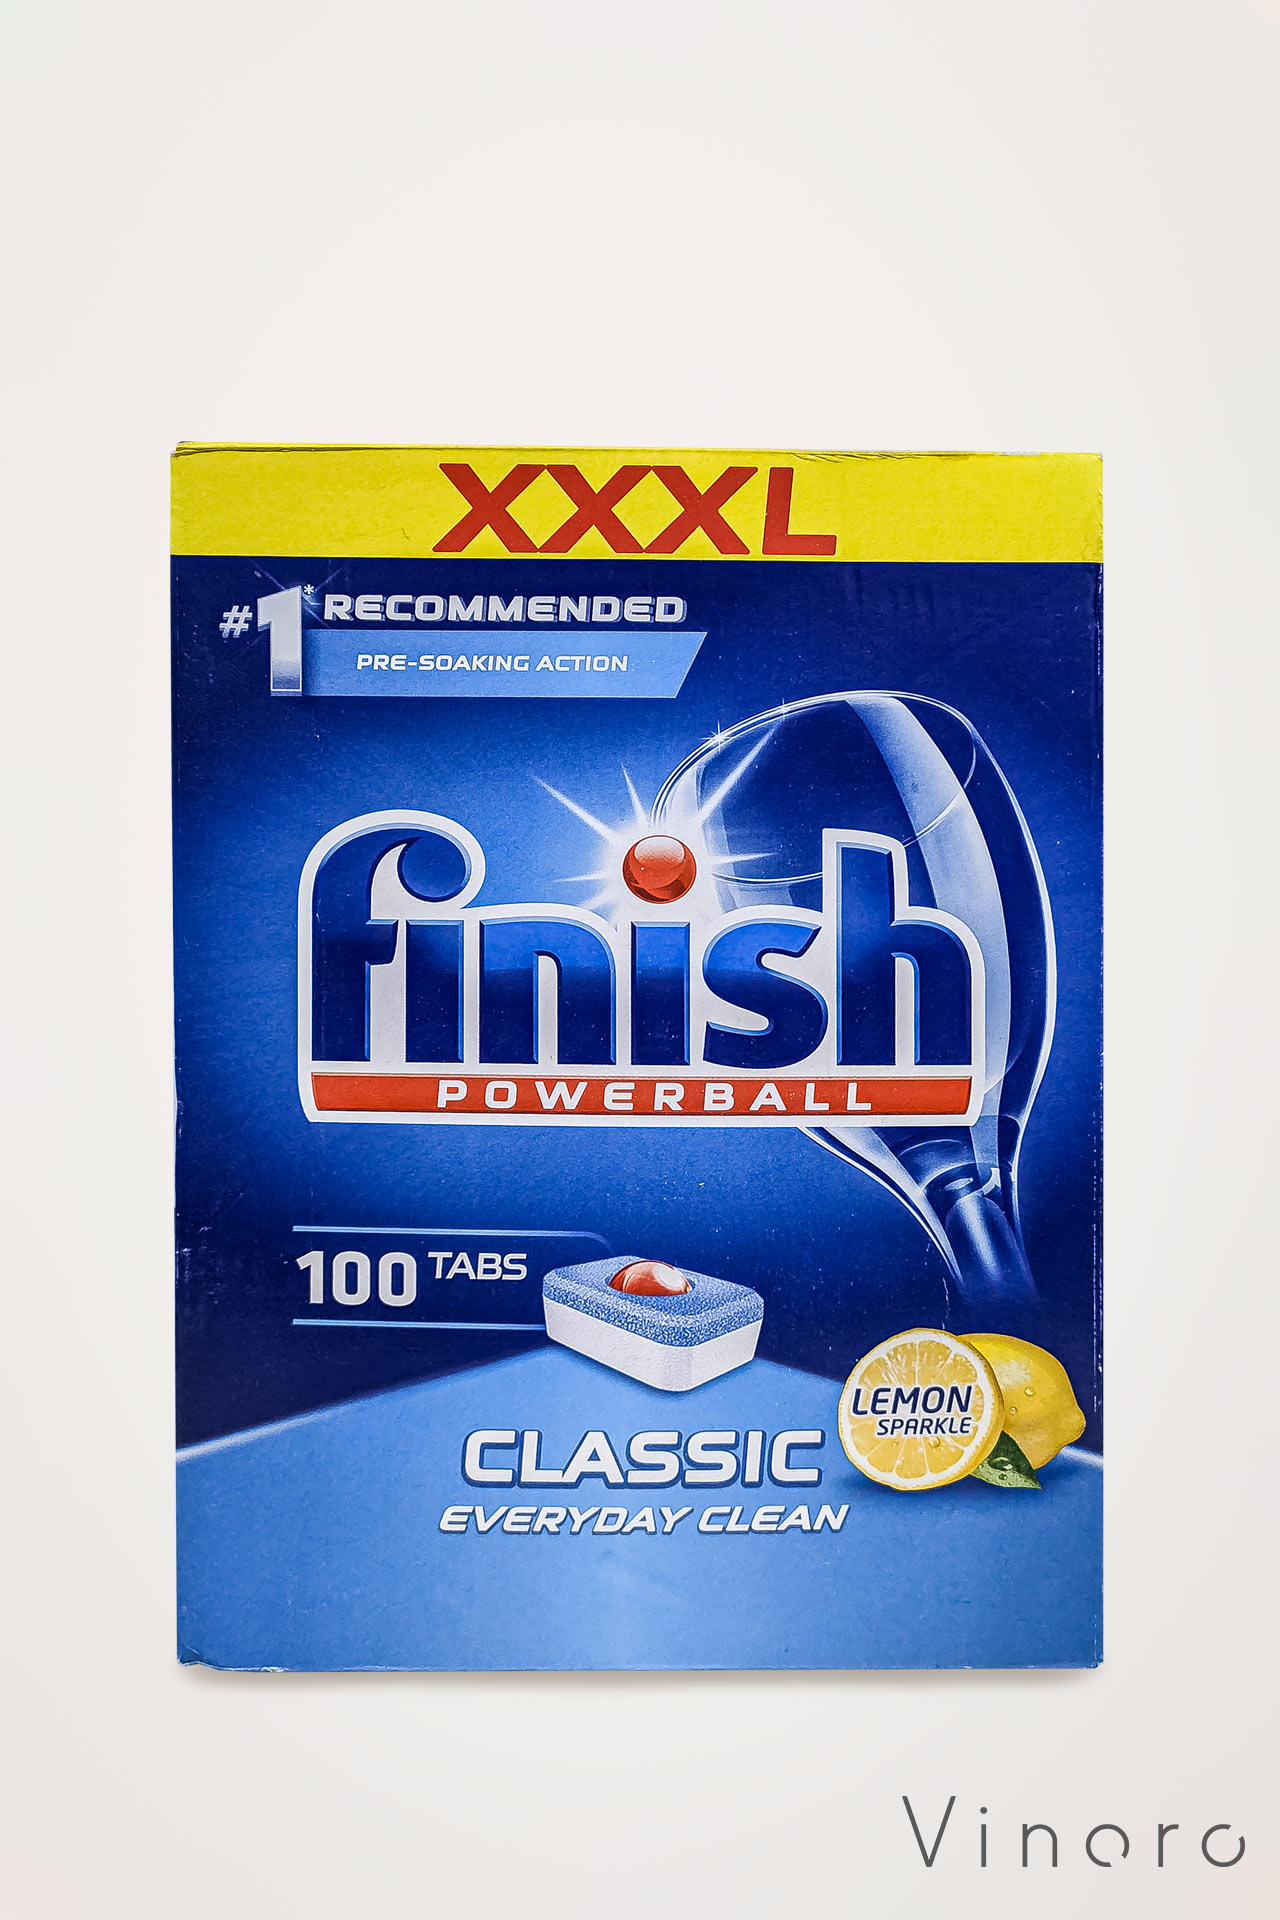 XXXL
#1* RECOMMENDED
PRE-SOAKING ACTION
finish
POWERBALL
100 TABS
LEMON
SPARKLE
CLASSIC
EVERYDAY CLEAN
Vinoro